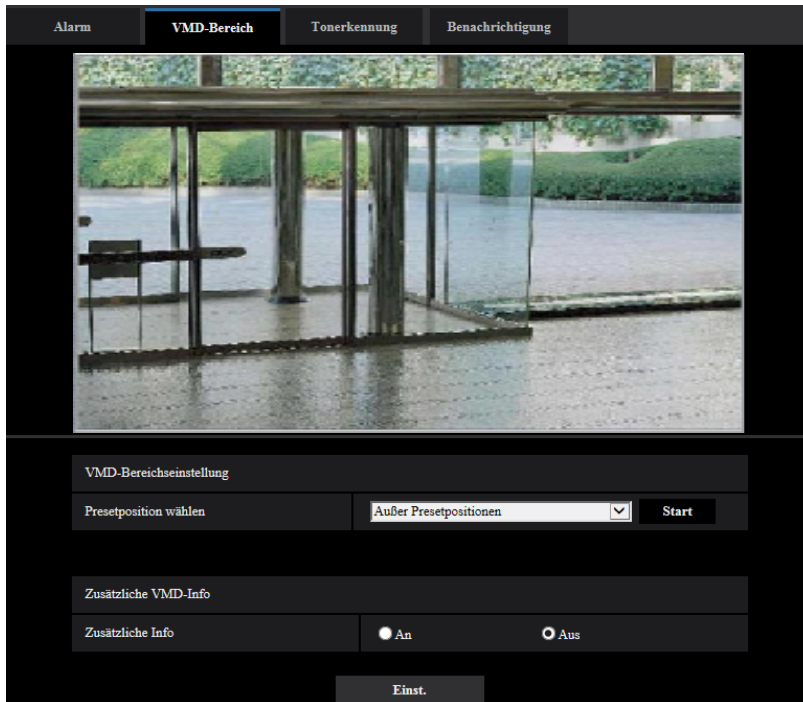 Alarm VMD-Bereich Tonerkennung Benachrichtigung
VMD-Bereichseinstellung
Presetposition wählen Außer Presetpositionen Start
Zusätzliche VMD-Info
Zusätzliche Info An Aus
Einst.